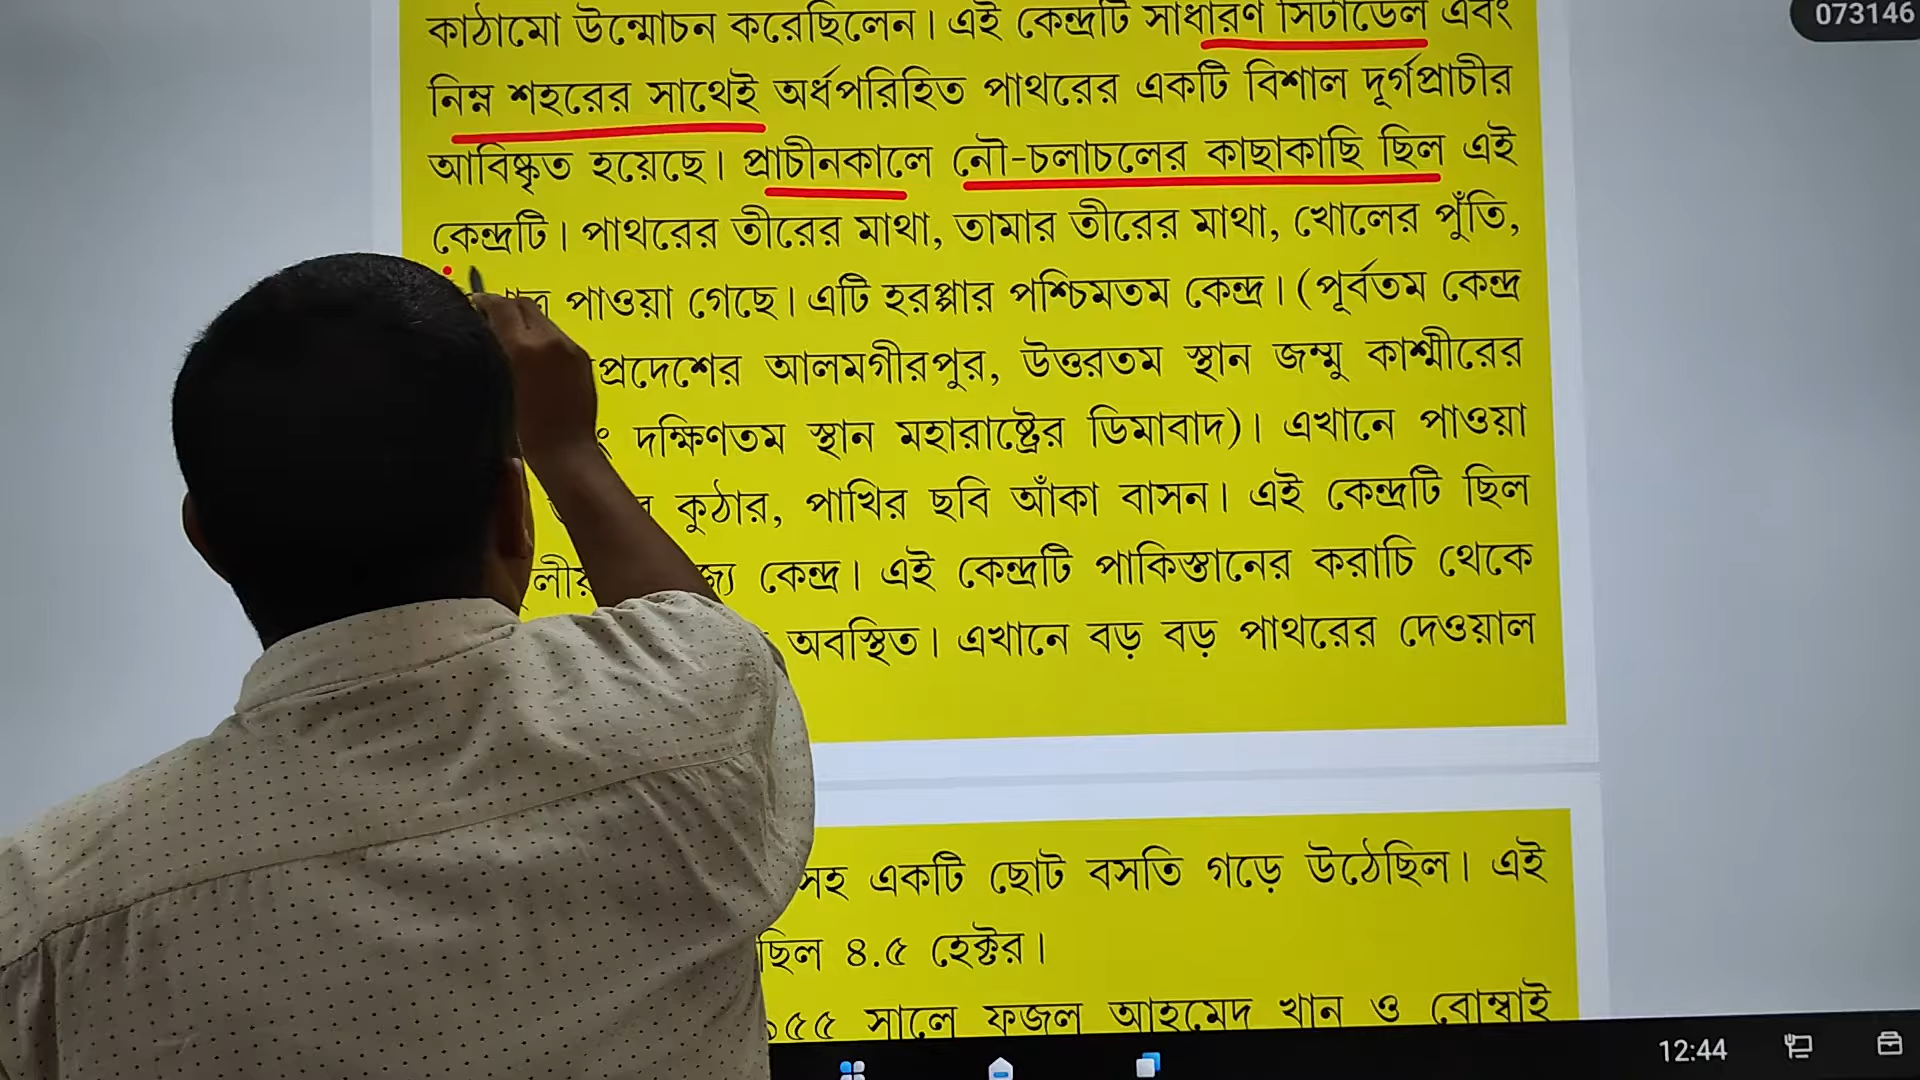 073146
কাঠামো উন্মোচন করেছিলেন। এই কেন্দ্রটি সাধারণ সিটাডেল এবং
নিম্ন শহরের সাথেই অর্ধপরিহিত পাথরের একটি বিশাল দূর্গপ্রাচীর
আবিষ্কৃত হয়েছে। প্রাচীনকালে নৌ-চলাচলের কাছাকাছি ছিল এই
কেন্দ্রটি। পাথরের তীরের মাথা, তামার তীরের মাথা, খোলের পুঁতি,
পাওয়া গেছে। এটি হরপ্পার পশ্চিমতম কেন্দ্র। (পূর্বতম কেন্দ্র
প্রদেশের আলমগীরপুর, উত্তরতম স্থান জম্মু কাশ্মীরের
দক্ষিণতম স্থান মহারাষ্ট্রের ডিমাবাদ)। এখানে পাওয়া
কুঠার, পাখির ছবি আঁকা বাসন। এই কেন্দ্রটি ছিল
কেন্দ্র। এই কেন্দ্রটি পাকিস্তানের করাচি থেকে
অবস্থিত। এখানে বড় বড় পাথরের দেওয়াল
সহ একটি ছোট বসতি গড়ে উঠেছিল। এই
ছিল ৪.৫ হেক্টর।
সালে ফজল আহমেদ খান ও বোম্বাই
12:44